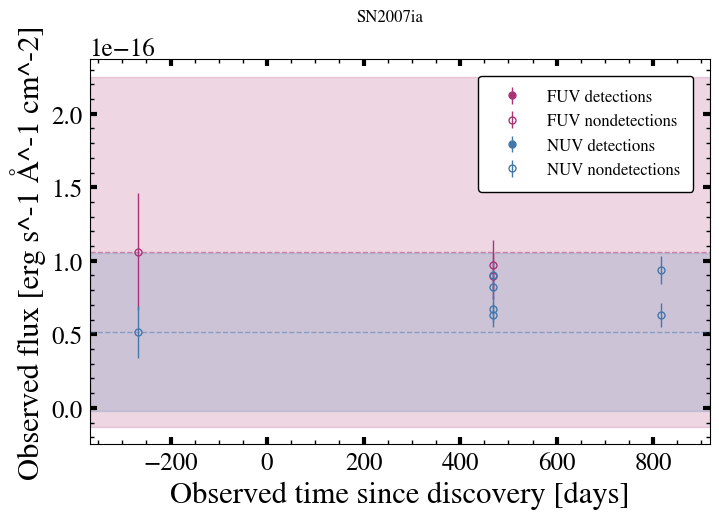 SN2007ia
1e−16
2.0
1.5
1.0
0.5
0.0
Observed flux [erg s^-1 Å^-1 cm^-2]
FUV detections
FUV nondetections
NUV detections
NUV nondetections
−200 0 200 400 600 800
Observed time since discovery [days]